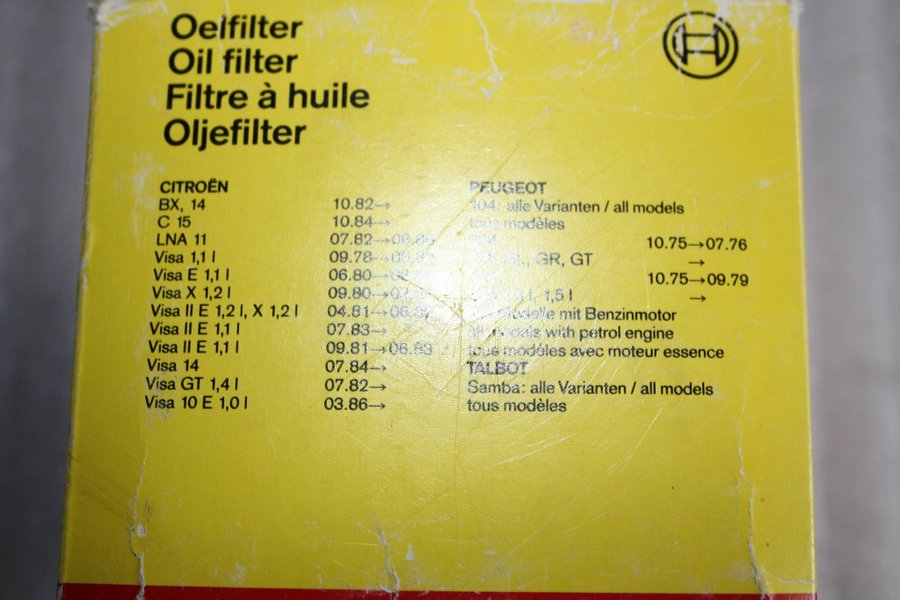 Oelfilter
Oil filter
Filtre à huile
Oljefilter
CITROËN
BX, 14 10.82→
C 15 10.84→
LNA 11 07.82→
Visa 1,1 l 09.78→
Visa E 1,1 l 06.80→
Visa X 1,2 l 09.80→
Visa II E 1,2 l, X 1,2 l 04.81→
Visa II E 1,1 l 07.83→
Visa II E 1,1 l 09.81→06.83
Visa 14 07.84→
Visa GT 1,4 l 07.82→
Visa 10 E 1,0 l 03.86→
PEUGEOT
104: alle Varianten / all models
tous modèles
10.75→07.76
GR, GT →
10.75→09.79
1,5 l →
Modelle mit Benzinmotor
models with petrol engine
tous modèles avec moteur essence
TALBOT
Samba: alle Varianten / all models
tous modèles